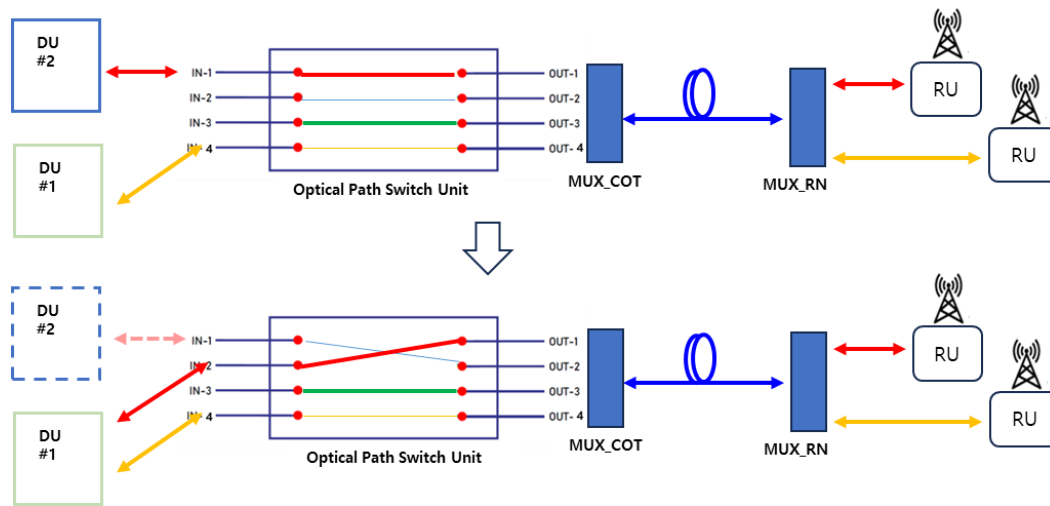 DU
#2
IN-1
IN-2
IN-3
IN- 4
OUT-1
OUT-2
OUT-3
OUT- 4
DU
#1
Optical Path Switch Unit
MUX_COT
MUX_RN
RU
RU
DU
#2
IN-1
IN-2
IN-3
IN- 4
OUT-1
OUT-2
OUT-3
OUT- 4
DU
#1
Optical Path Switch Unit
MUX_COT
MUX_RN
RU
RU